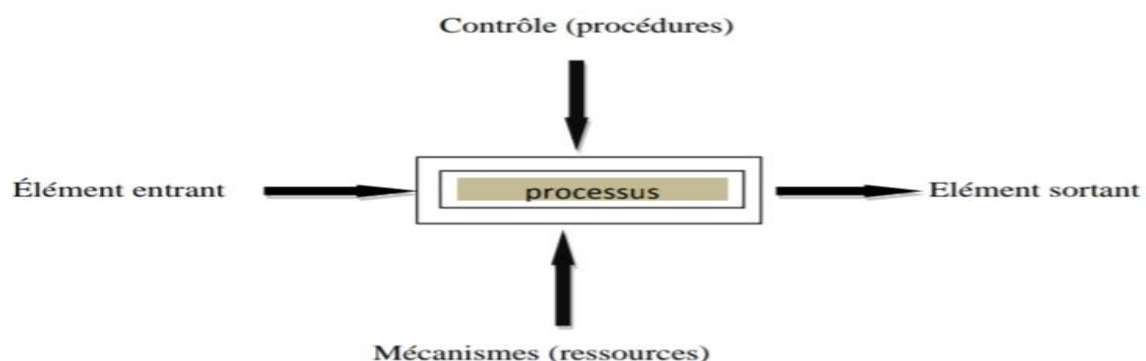 Contrôle (procédures)
Élément entrant
processus
Elément sortant
Mécanismes (ressources)